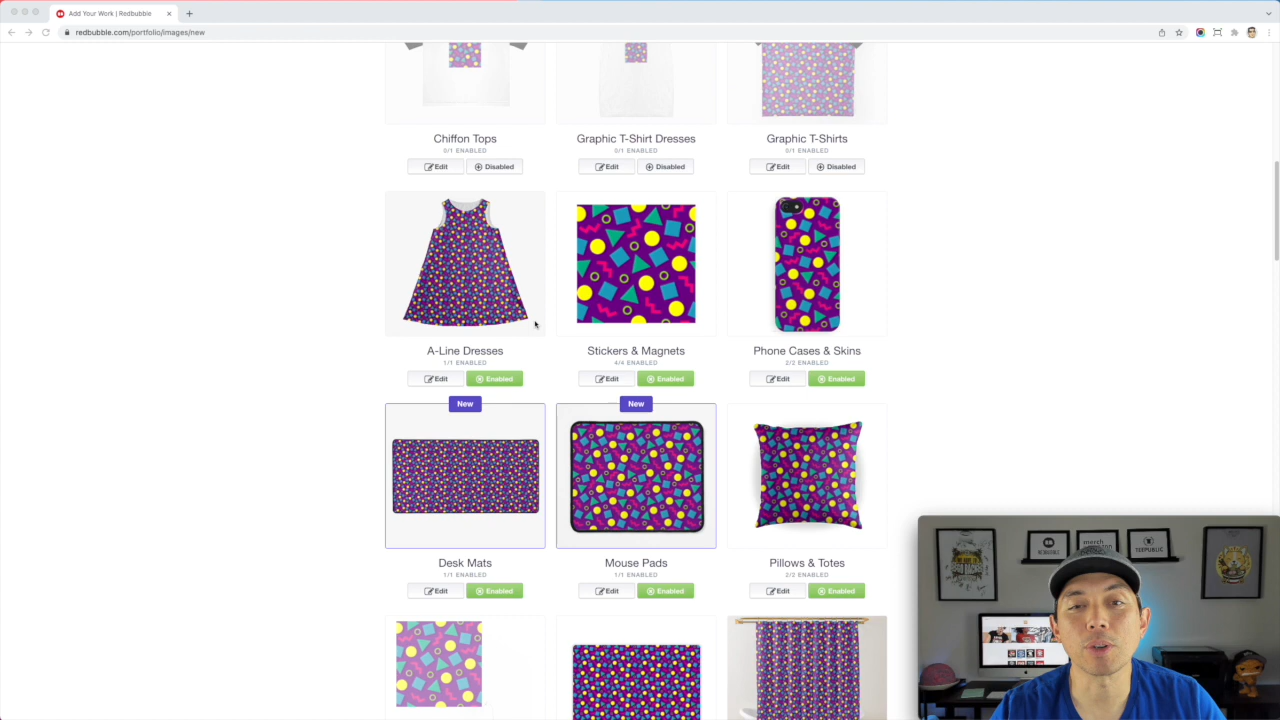 Add Your Work | Redbubble
redbubble.com/portfolio/images/new
Chiffon Tops
Graphic T-Shirt Dresses
Graphic T-Shirts
0/1 ENABLED
0/1 ENABLED
0/1 ENABLED
Edit
Disabled
Edit
Disabled
Edit
Disabled
A-Line Dresses
Stickers & Magnets
Phone Cases & Skins
1/1 ENABLED
4/4 ENABLED
2/2 ENABLED
Edit
Enabled
Edit
Enabled
Edit
Enabled
New
New
Desk Mats
Mouse Pads
Pillows & Totes
1/1 ENABLED
1/1 ENABLED
2/2 ENABLED
Edit
Enabled
Edit
Enabled
Edit
Enabled
REDBUBBLE
merch
TEEPUBLIC